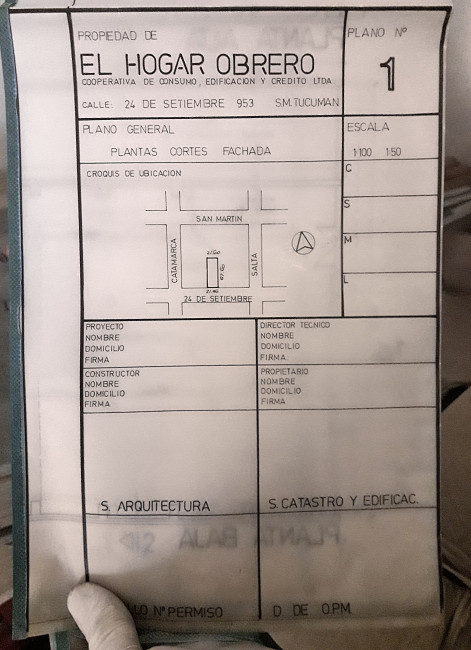 PROPIEDAD DE
EL HOGAR OBRERO
COOPERATIVA DE CONSUMO, EDIFICACION Y CREDITO LTDA
CALLE: 24 DE SETIEMBRE 953 S.M.TUCUMAN
PLANO Nº
1
PLANO GENERAL
PLANTAS CORTES FACHADA
ESCALA
1:100 1:50
CROQUIS DE UBICACION
SAN MARTIN
CATAMARCA
SALTA
24 DE SETIEMBRE
C
S
M
L
PROYECTO
NOMBRE
DOMICILIO
FIRMA
DIRECTOR TECNICO
NOMBRE
DOMICILIO
FIRMA
CONSTRUCTOR
NOMBRE
DOMICILIO
FIRMA
PROPIETARIO
NOMBRE
DOMICILIO
FIRMA
S. ARQUITECTURA
S.CATASTRO Y EDIFICAC.
PLANTA BAJA
LO Nº PERMISO
D DE O.P.M.